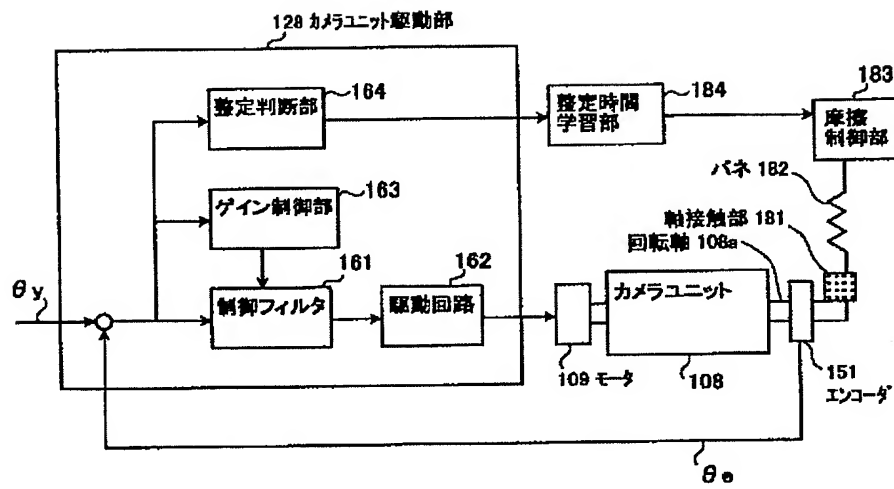 128 カメラユニット駆動部
整定判断部
164
整定時間
学習部
184
183
摩擦
制御部
バネ 182
ゲイン制御部
163
軸接触部 181
回転軸 108a
θy
制御フィルタ
161
駆動回路
162
カメラユニット
109 モータ
108
151
エンコーダ
θe